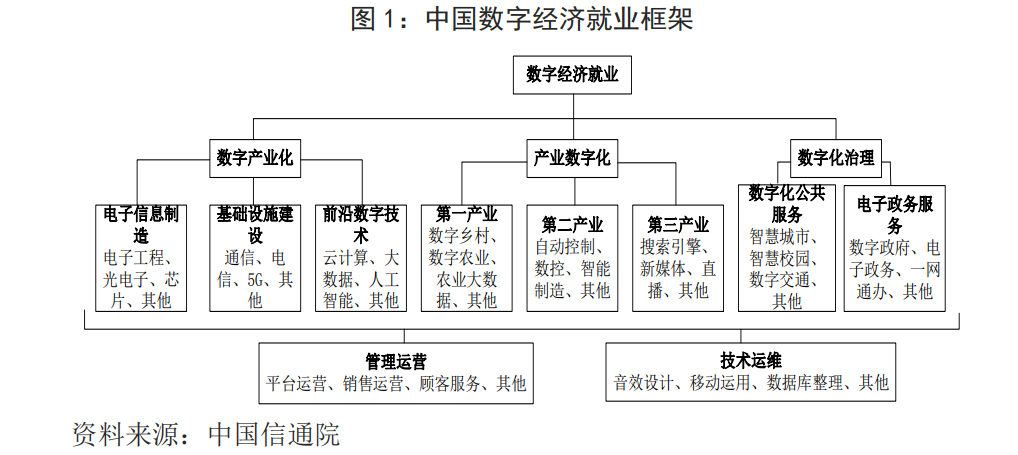 图 1：中国数字经济就业框架
数字经济就业
数字产业化
产业数字化
数字化治理
电子信息制
造
电子工程、
光电子、芯
片、其他
基础设施建
设
通信、电
信、5G、其
他
前沿数字技
术
云计算、大
数据、人工
智能、其他
第一产业
数字乡村、
数字农业、
农业大数
据、其他
第二产业
自动控制、
数控、智能
制造、其他
第三产业
搜索引擎、
新媒体、直
播、其他
数字化公共
服务
智慧城市、
智慧校园、
数字交通、
其他
电子政务服
务
数字政府、电
子政务、一网
通办、其他
管理运营
平台运营、销售运营、顾客服务、其他
技术运维
音效设计、移动运用、数据库整理、其他
资料来源：中国信通院